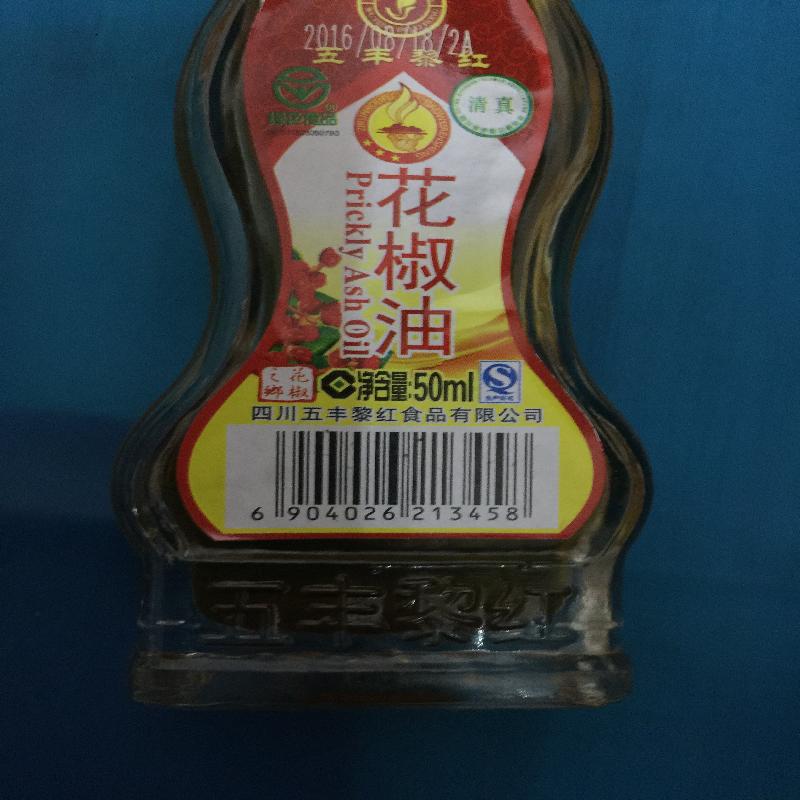 2016/08/18/2A
五丰黎红
绿色食品
清真
花椒油
Prickly Ash Oil
花椒
之鄉
净含量:50ml
四川五丰黎红食品有限公司
6 904026 213458
五丰黎红